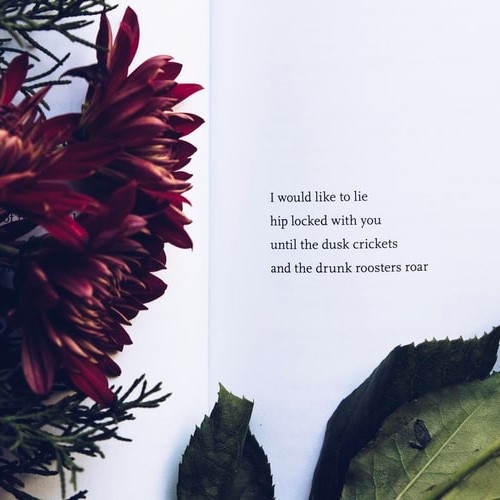 I would like to lie
hip locked with you
until the dusk crickets
and the drunk roosters roar